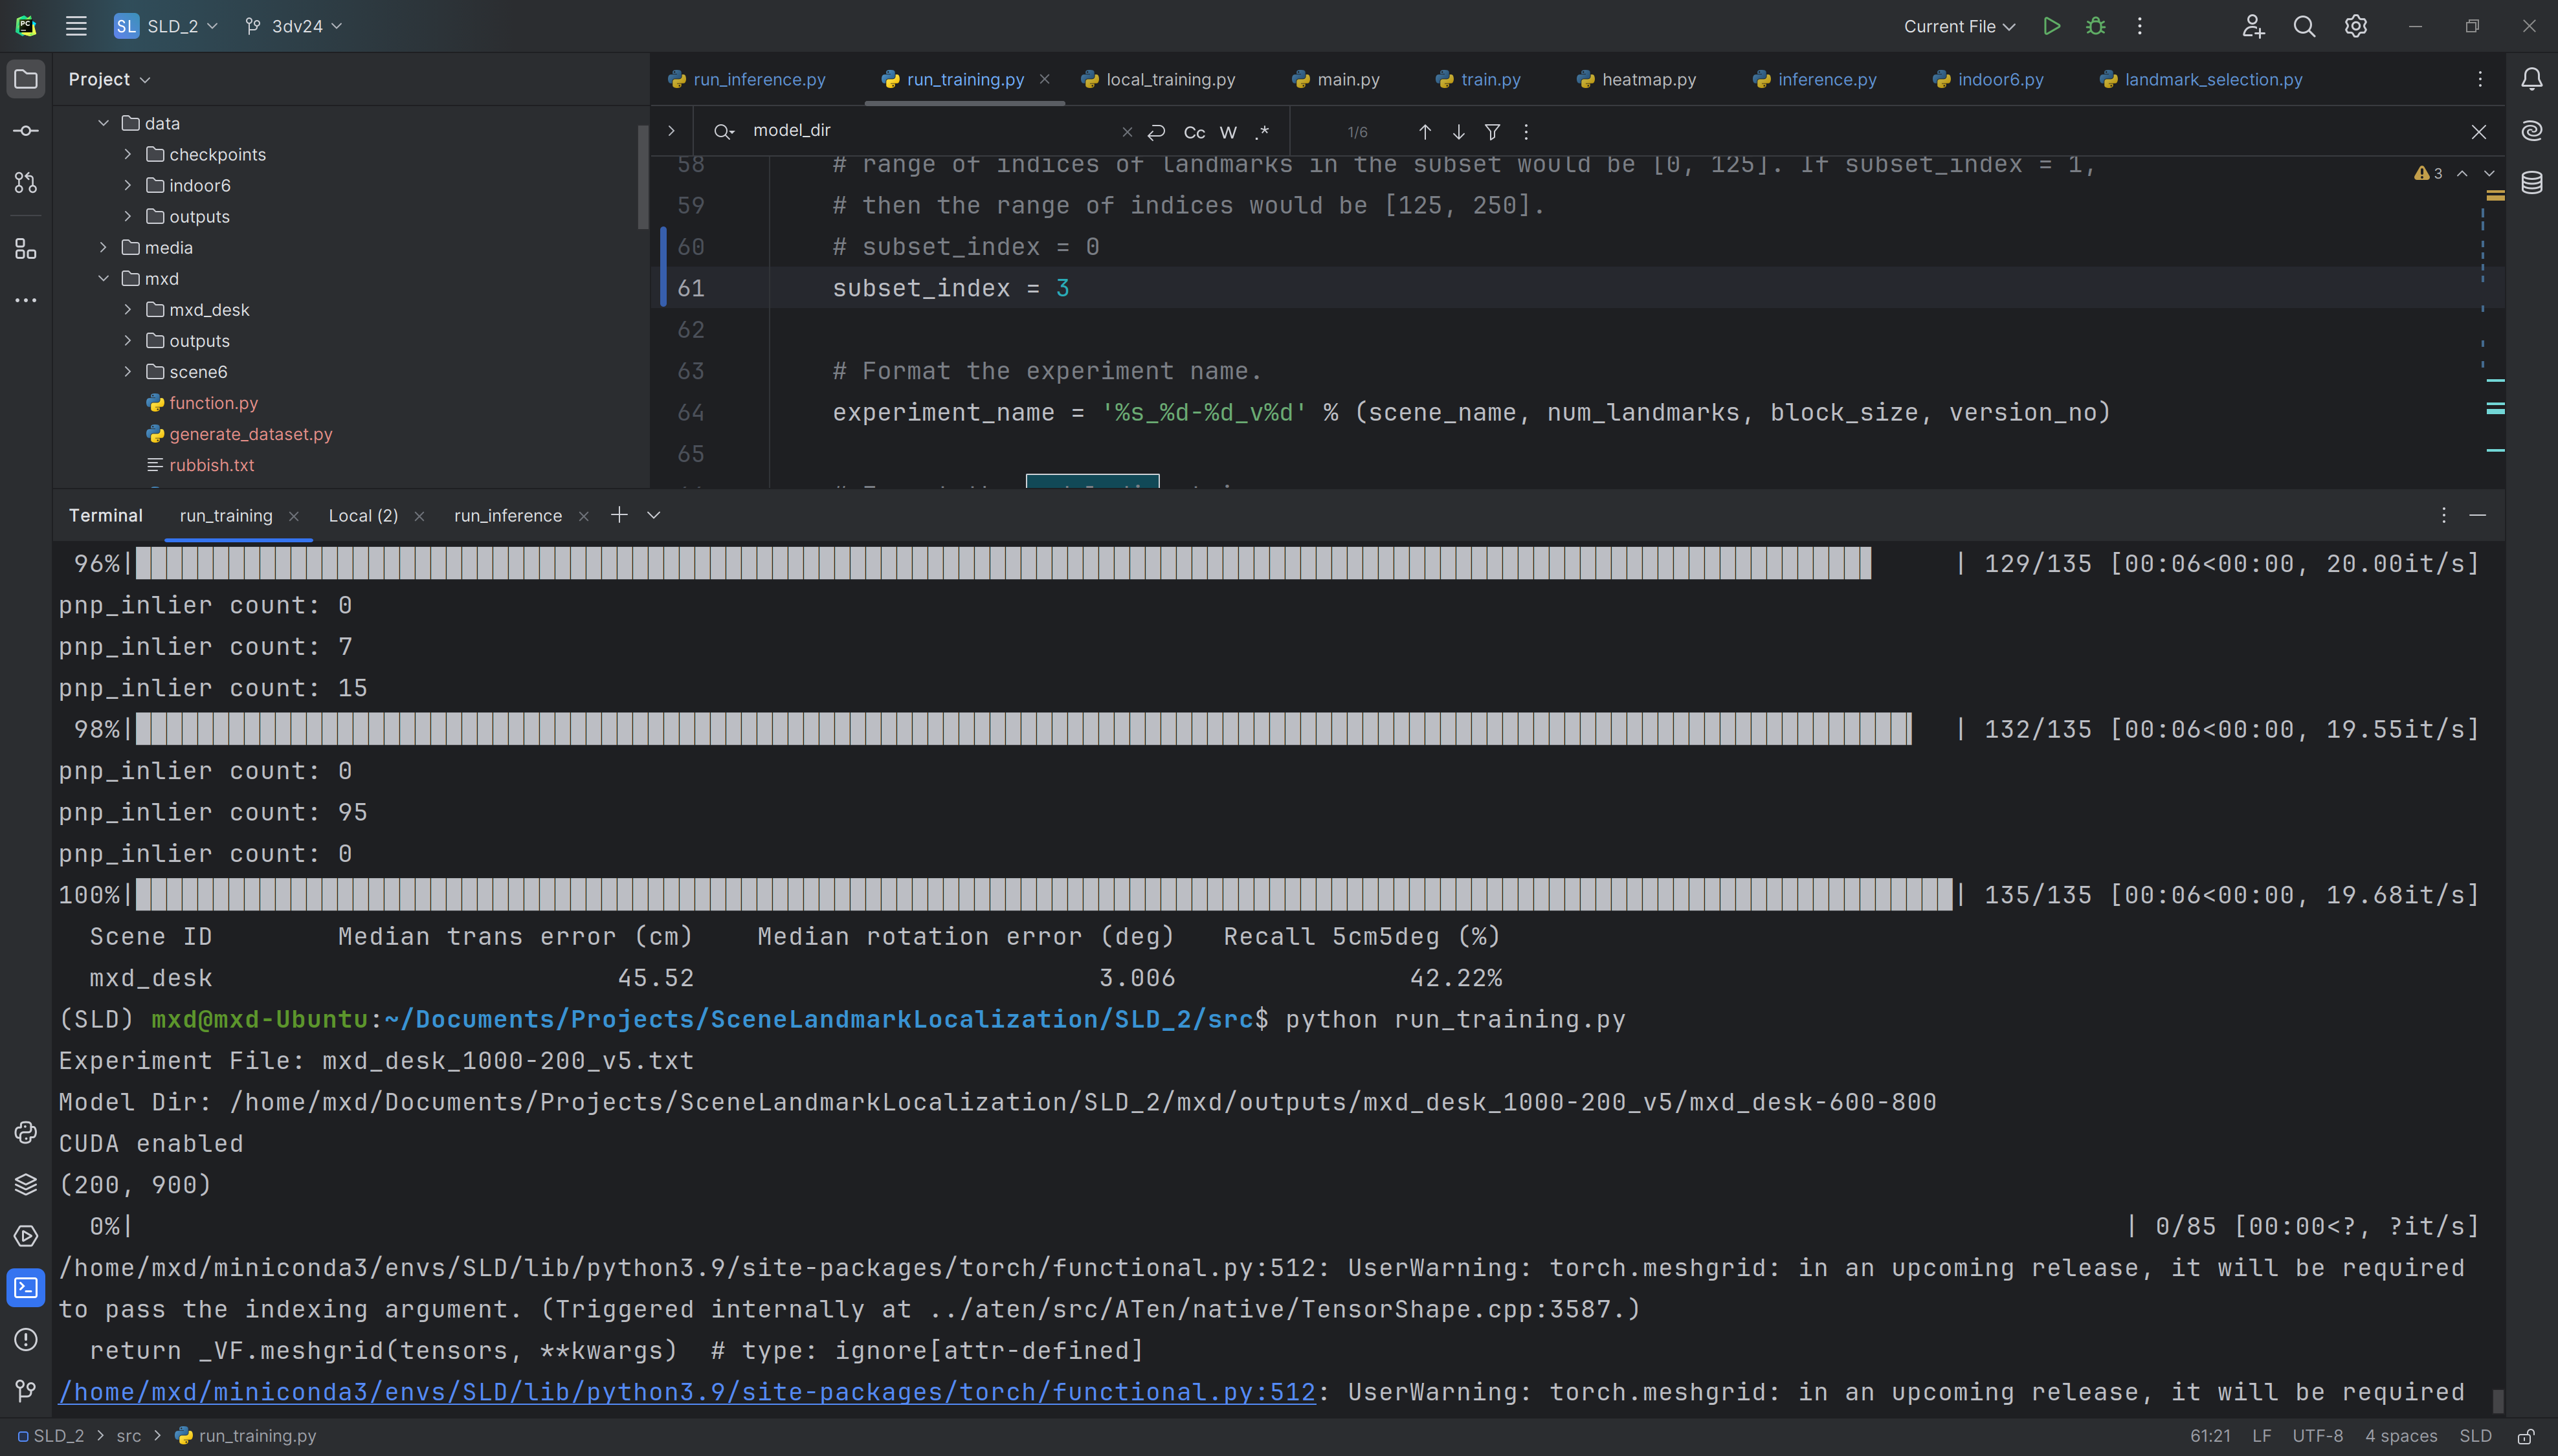 SL SLD_2 3dv24 Current File
Project
run_inference.py run_training.py local_training.py main.py train.py heatmap.py inference.py indoor6.py landmark_selection.py
data
checkpoints
indoor6
outputs
media
mxd
mxd_desk
outputs
scene6
function.py
generate_dataset.py
rubbish.txt
model_dir Cc W .* 1/6
58 # range of indices of landmarks in the subset would be [0, 125]. If subset_index = 1,
3
59 # then the range of indices would be [125, 250].
60 # subset_index = 0
61 subset_index = 3
62
63 # Format the experiment name.
64 experiment_name = '%s_%d-%d_v%d' % (scene_name, num_landmarks, block_size, version_no)
65
Terminal run_training Local (2) run_inference
96%| | 129/135 [00:06<00:00, 20.00it/s]
pnp_inlier count: 0
pnp_inlier count: 7
pnp_inlier count: 15
98%| | 132/135 [00:06<00:00, 19.55it/s]
pnp_inlier count: 0
pnp_inlier count: 95
pnp_inlier count: 0
100%| | 135/135 [00:06<00:00, 19.68it/s]
Scene ID Median trans error (cm) Median rotation error (deg) Recall 5cm5deg (%)
mxd_desk 45.52 3.006 42.22%
(SLD) mxd@mxd-Ubuntu:~/Documents/Projects/SceneLandmarkLocalization/SLD_2/src$ python run_training.py
Experiment File: mxd_desk_1000-200_v5.txt
Model Dir: /home/mxd/Documents/Projects/SceneLandmarkLocalization/SLD_2/mxd/outputs/mxd_desk_1000-200_v5/mxd_desk-600-800
CUDA enabled
(200, 900)
0%| | 0/85 [00:00<?, ?it/s]
/home/mxd/miniconda3/envs/SLD/lib/python3.9/site-packages/torch/functional.py:512: UserWarning: torch.meshgrid: in an upcoming release, it will be required
to pass the indexing argument. (Triggered internally at ../aten/src/ATen/native/TensorShape.cpp:3587.)
return _VF.meshgrid(tensors, **kwargs) # type: ignore[attr-defined]
/home/mxd/miniconda3/envs/SLD/lib/python3.9/site-packages/torch/functional.py:512: UserWarning: torch.meshgrid: in an upcoming release, it will be required
SLD_2 > src > run_training.py 61:21 LF UTF-8 4 spaces SLD